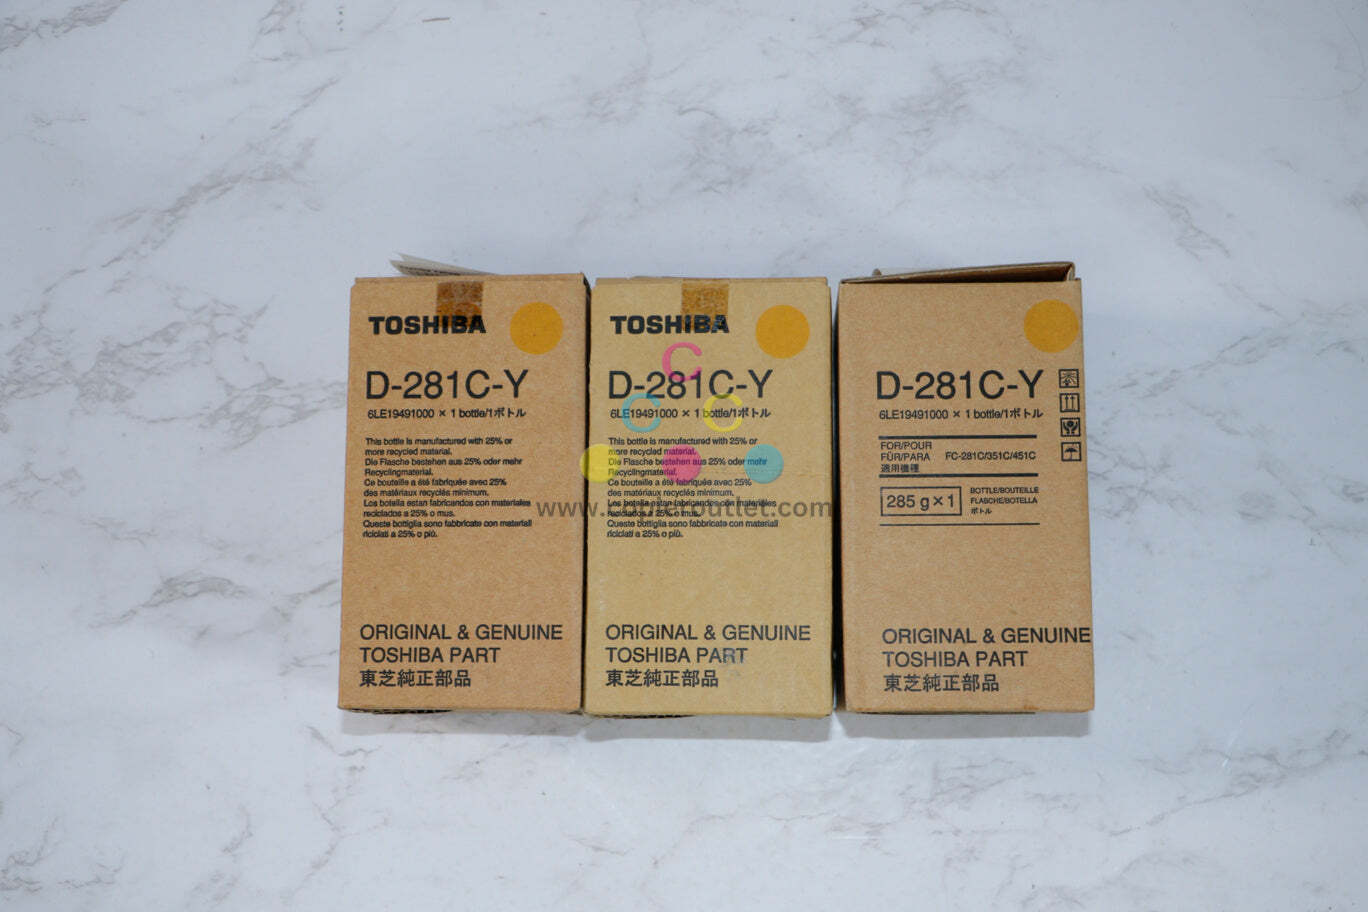 TOSHIBA
D-281C-Y
6LE19491000 × 1 bottle/1ボトル
This bottle is manufactured with 25% or
more recycled material.
Die Flasche bestehen aus 25% oder mehr
Recyclingmaterial.
Ce bouteille a été fabriquée avec 25%
des matériaux recyclés minimum.
Los botella estan fabricandos con materiales
reciclados a 25% o mus.
Queste bottiglia sono fabbricate con materiali
riciclati a 25% o più.
ORIGINAL & GENUINE
TOSHIBA PART
東芝純正部品
TOSHIBA
D-281C-Y
6LE19491000 × 1 bottle/1ボトル
This bottle is manufactured with 25% or
more recycled material.
Die Flasche bestehen aus 25% oder mehr
Recyclingmaterial.
Ce bouteille a été fabriquée avec 25%
des matériaux recyclés minimum.
Los botella estan fabricandos con materiales
reciclados a 25% o mus.
Queste bottiglia sono fabbricate con materiali
riciclati a 25% o più.
ORIGINAL & GENUINE
TOSHIBA PART
東芝純正部品
D-281C-Y
6LE19491000 × 1 bottle/1ボトル
FOR/POUR
FÜR/PARA FC-281C/351C/451C
適用機種
285 g × 1
BOTTLE/BOUTEILLE
FLASCHE/BOTELLA
ボトル
ORIGINAL & GENUINE
TOSHIBA PART
東芝純正部品
C
C C